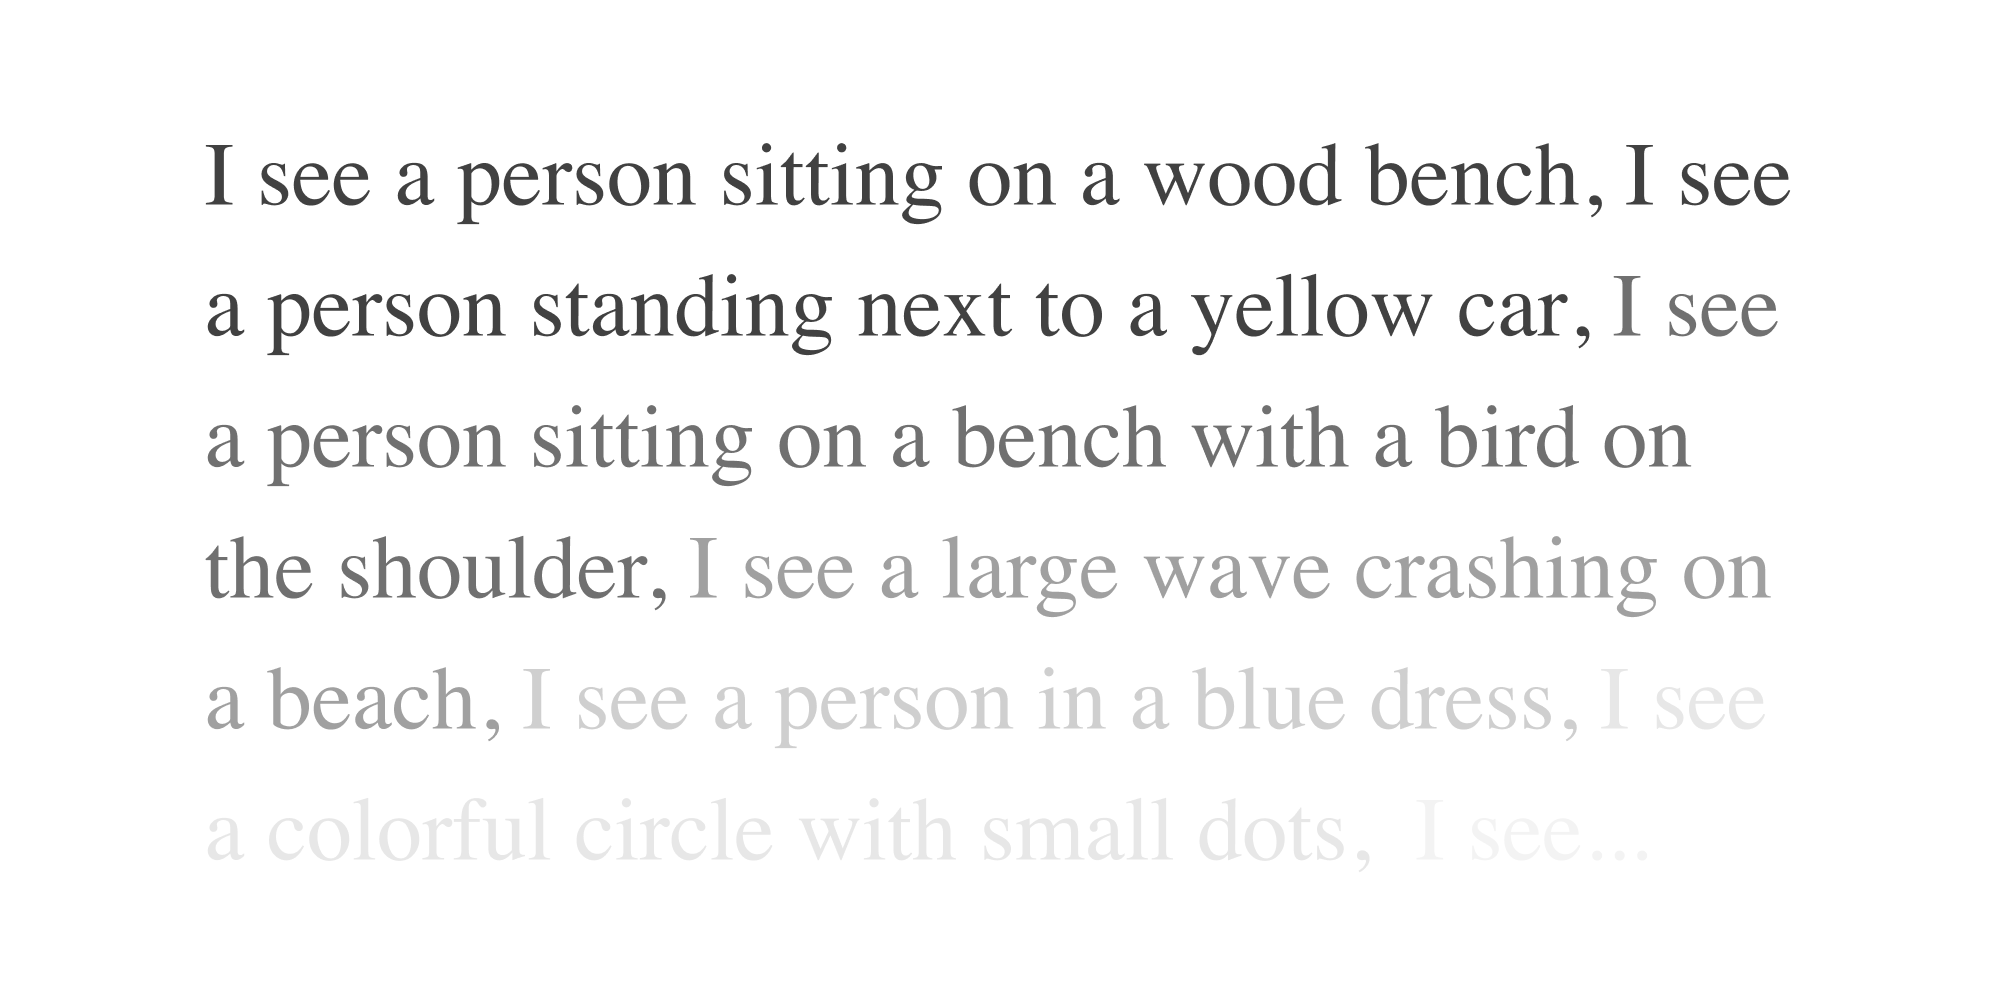 I see a person sitting on a wood bench, I see
a person standing next to a yellow car, I see
a person sitting on a bench with a bird on
the shoulder, I see a large wave crashing on
a beach, I see a person in a blue dress, I see
a colorful circle with small dots, I see...